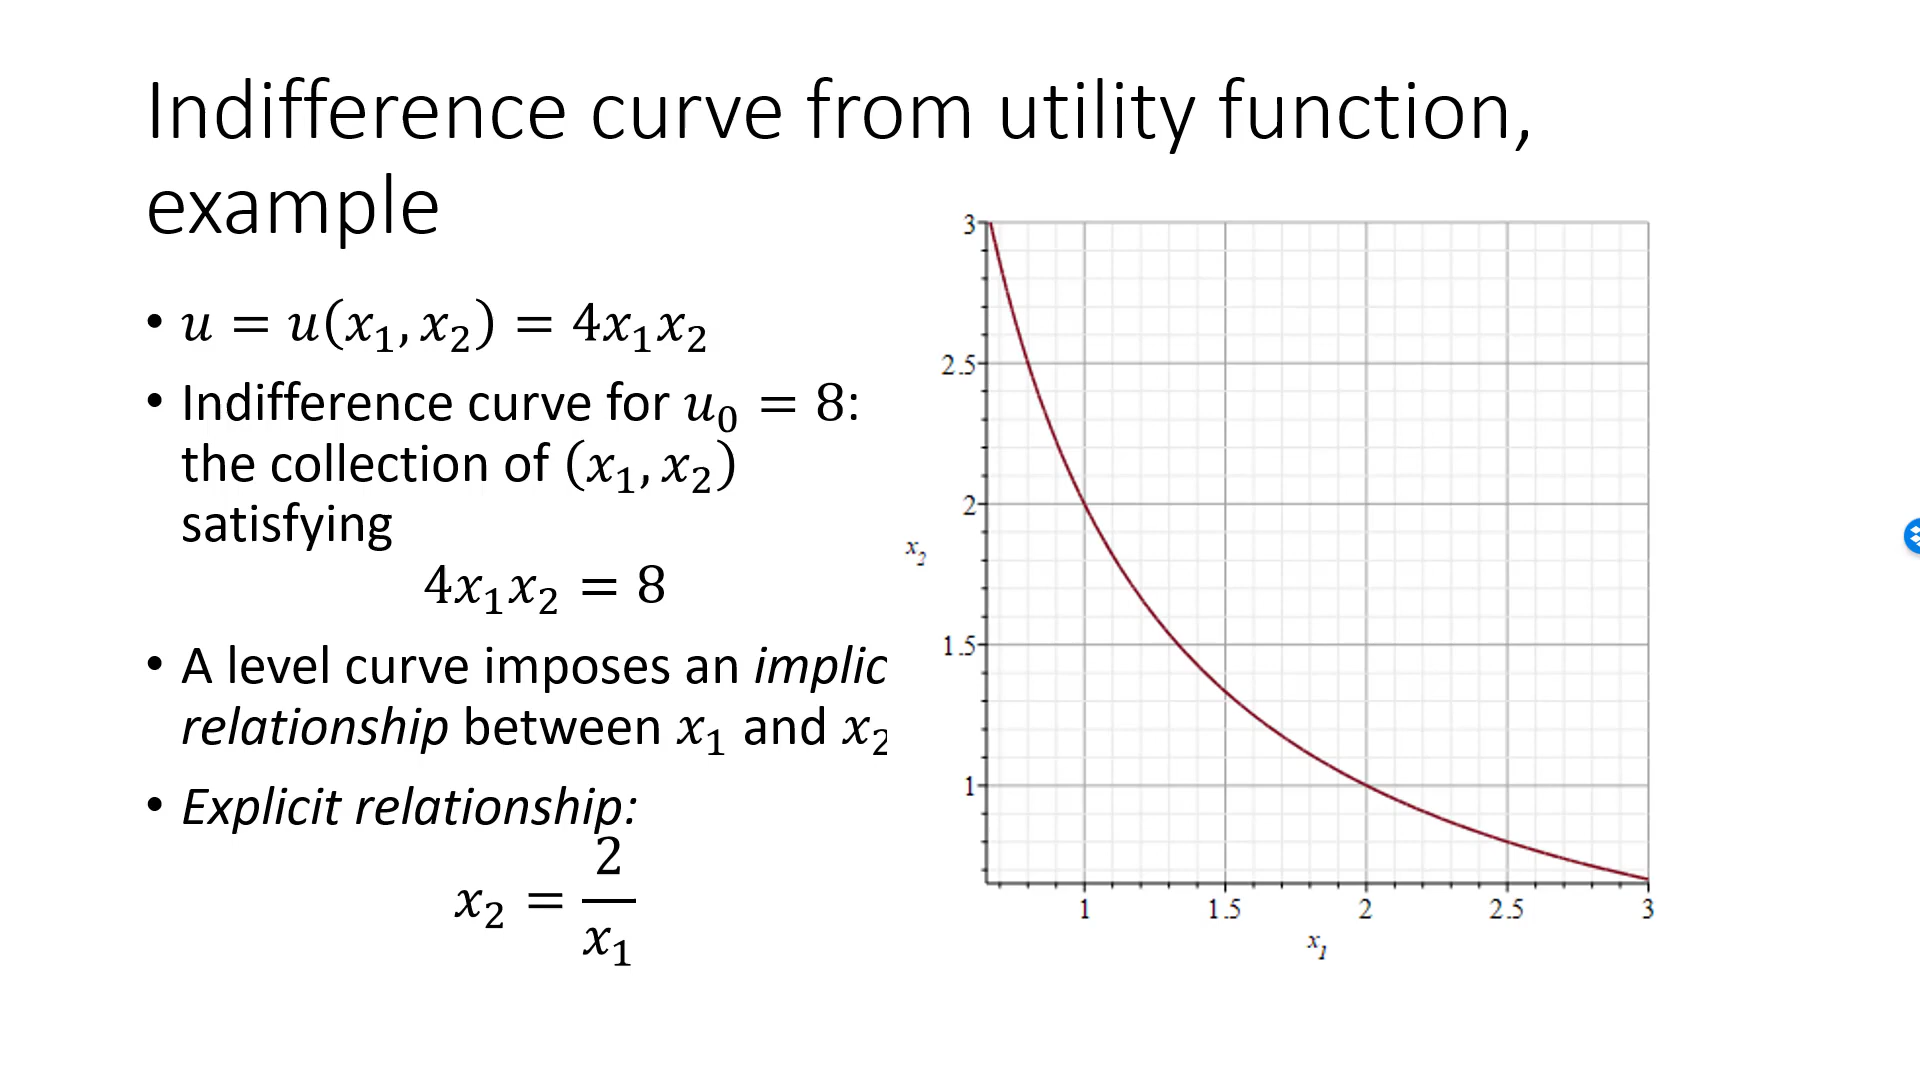 Indifference curve from utility function,
example
• u = u(x₁, x₂) = 4x₁x₂
• Indifference curve for u₀ = 8:
the collection of (x₁, x₂)
satisfying
4x₁x₂ = 8
• A level curve imposes an implic
relationship between x₁ and x₂
• Explicit relationship:
x₂ = 2/x₁
3
2.5
2
1.5
1
x₂
1 1.5 2 2.5 3
x₁